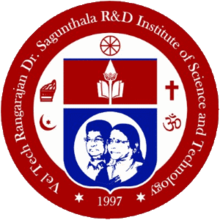 Vel Tech Rangarajan Dr. Sagunthala R&D Institute of Science and Technology
1997